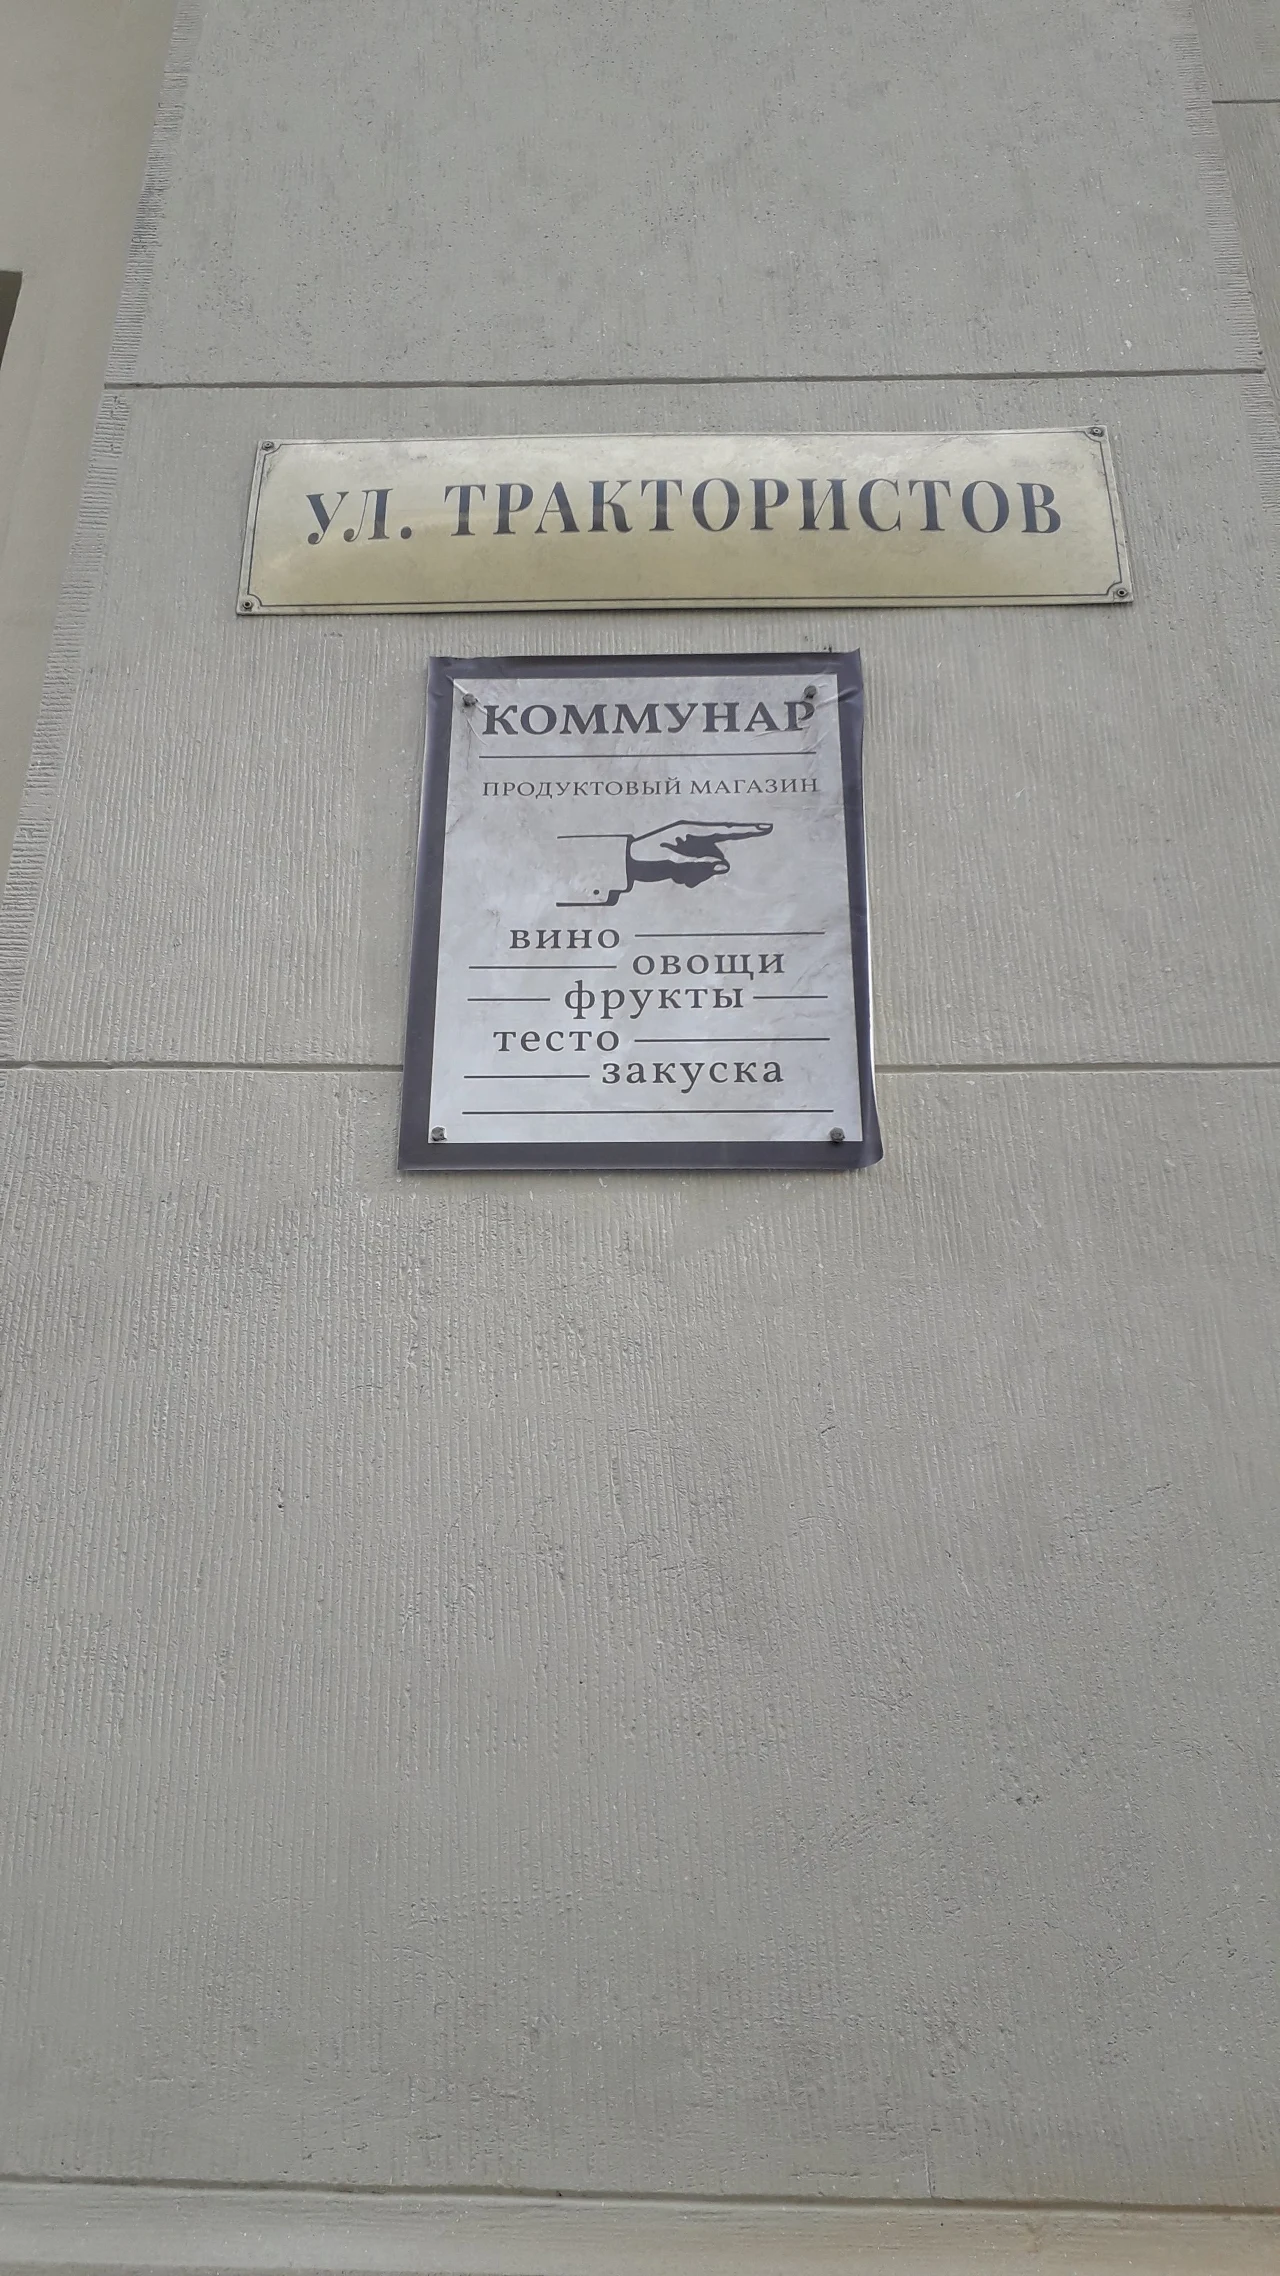 УЛ. ТРАКТОРИСТОВ
КОММУНАР
ПРОДУКТОВЫЙ МАГАЗИН
вино
овощи
фрукты
тесто
закуска